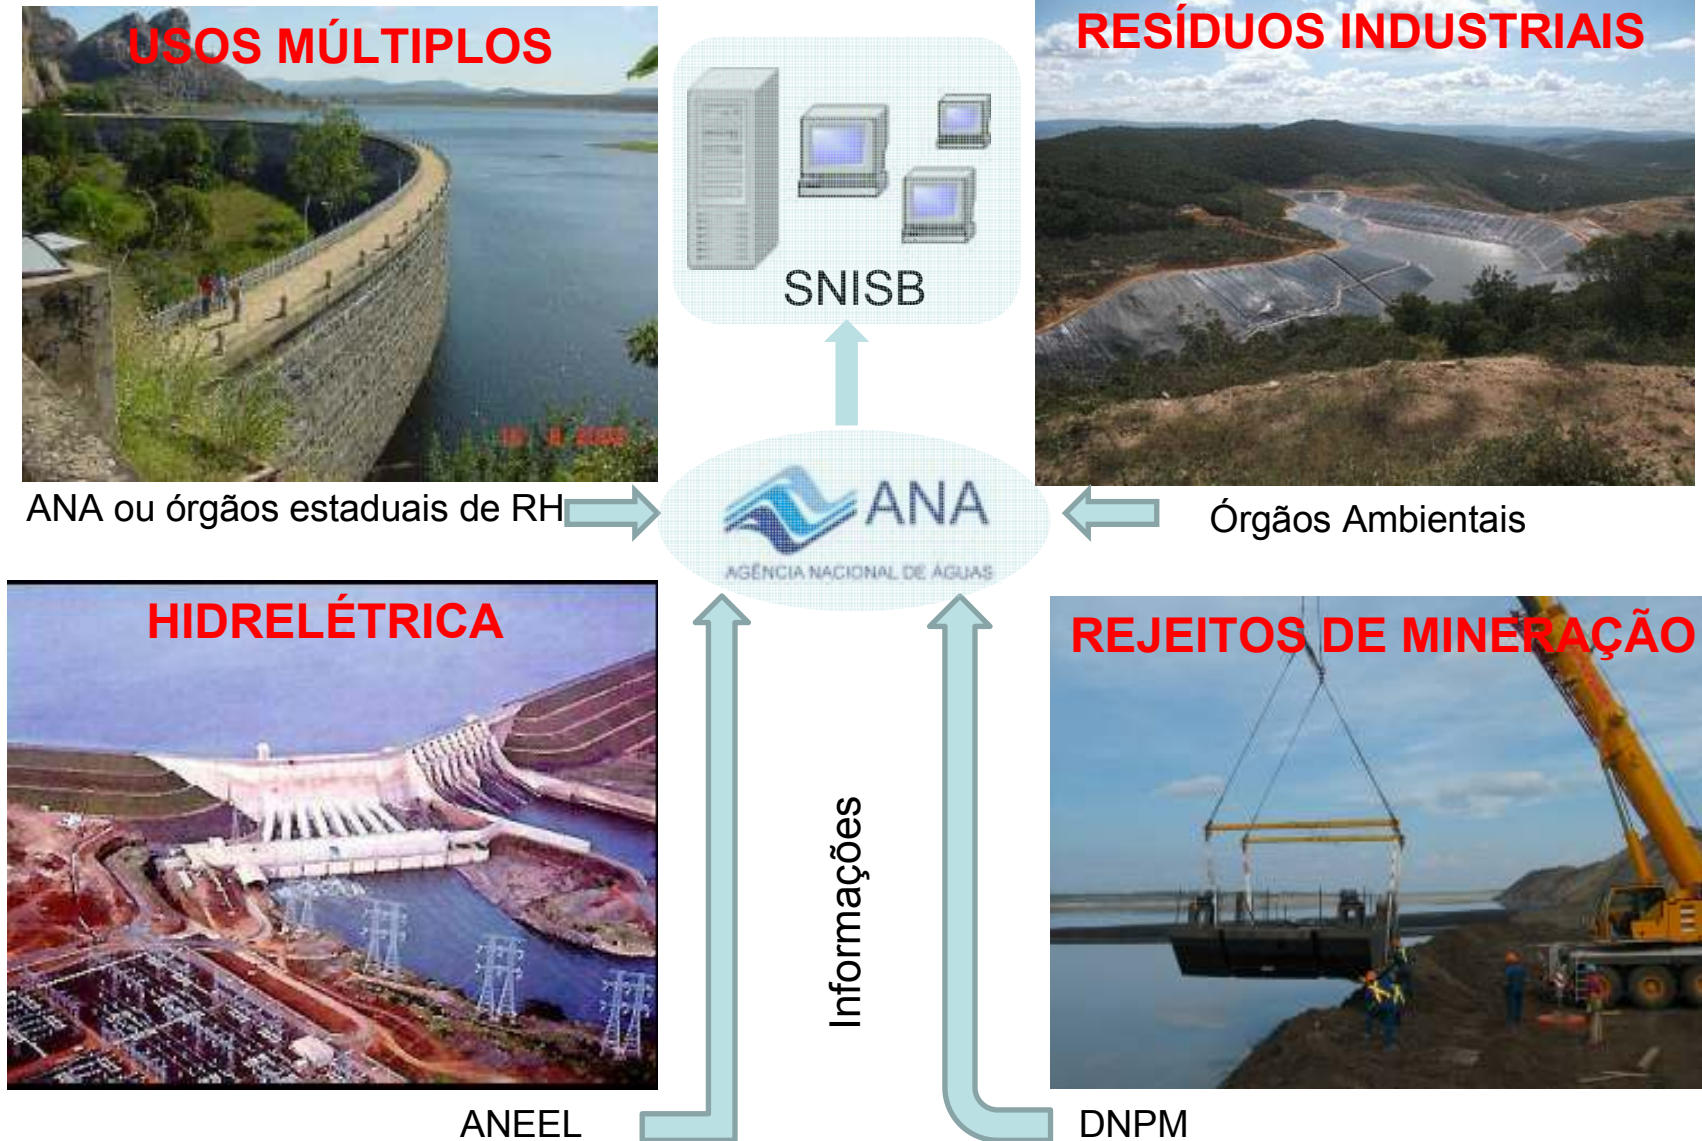 USOS MÚLTIPLOS
RESÍDUOS INDUSTRIAIS
SNISB
ANA ou órgãos estaduais de RH
ANA
AGÊNCIA NACIONAL DE ÁGUAS
Órgãos Ambientais
HIDRELÉTRICA
REJEITOS DE MINERAÇÃO
Informações
ANEEL
DNPM